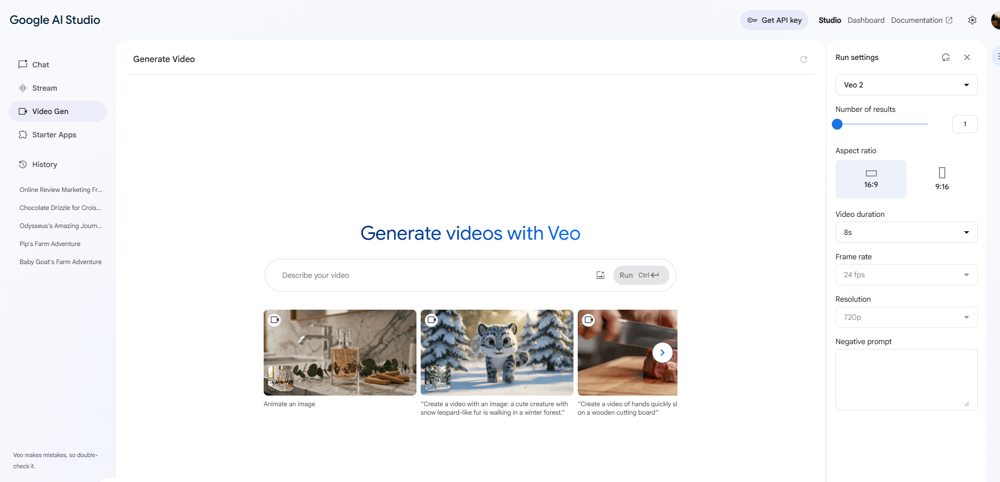 Google AI Studio
Get API key
Studio
Dashboard
Documentation
Chat
Stream
Video Gen
Starter Apps
History
Online Review Marketing Fr...
Chocolate Drizzle for Crois...
Odysseus's Amazing Journ...
Pip's Farm Adventure
Baby Goat's Farm Adventure
Veo makes mistakes, so double-
check it.
Generate Video
Generate videos with Veo
Describe your video
Run Ctrl
Animate an image
“Create a video with an image: a cute creature with
snow leopard-like fur is walking in a winter forest.”
“Create a video of hands quickly sl
on a wooden cutting board“
Run settings
Veo 2
Number of results
1
Aspect ratio
16:9
9:16
Video duration
8s
Frame rate
24 fps
Resolution
720p
Negative prompt